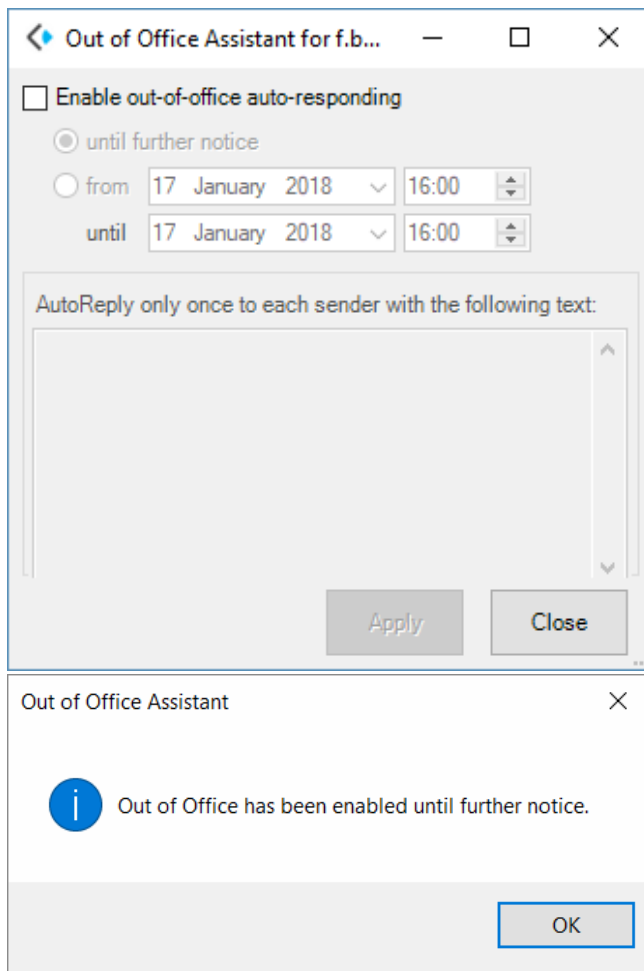 Out of Office Assistant for f.b...
Enable out-of-office auto-responding
until further notice
from 17 January 2018 16:00
until 17 January 2018 16:00
AutoReply only once to each sender with the following text:
Apply Close
Out of Office Assistant
Out of Office has been enabled until further notice.
OK